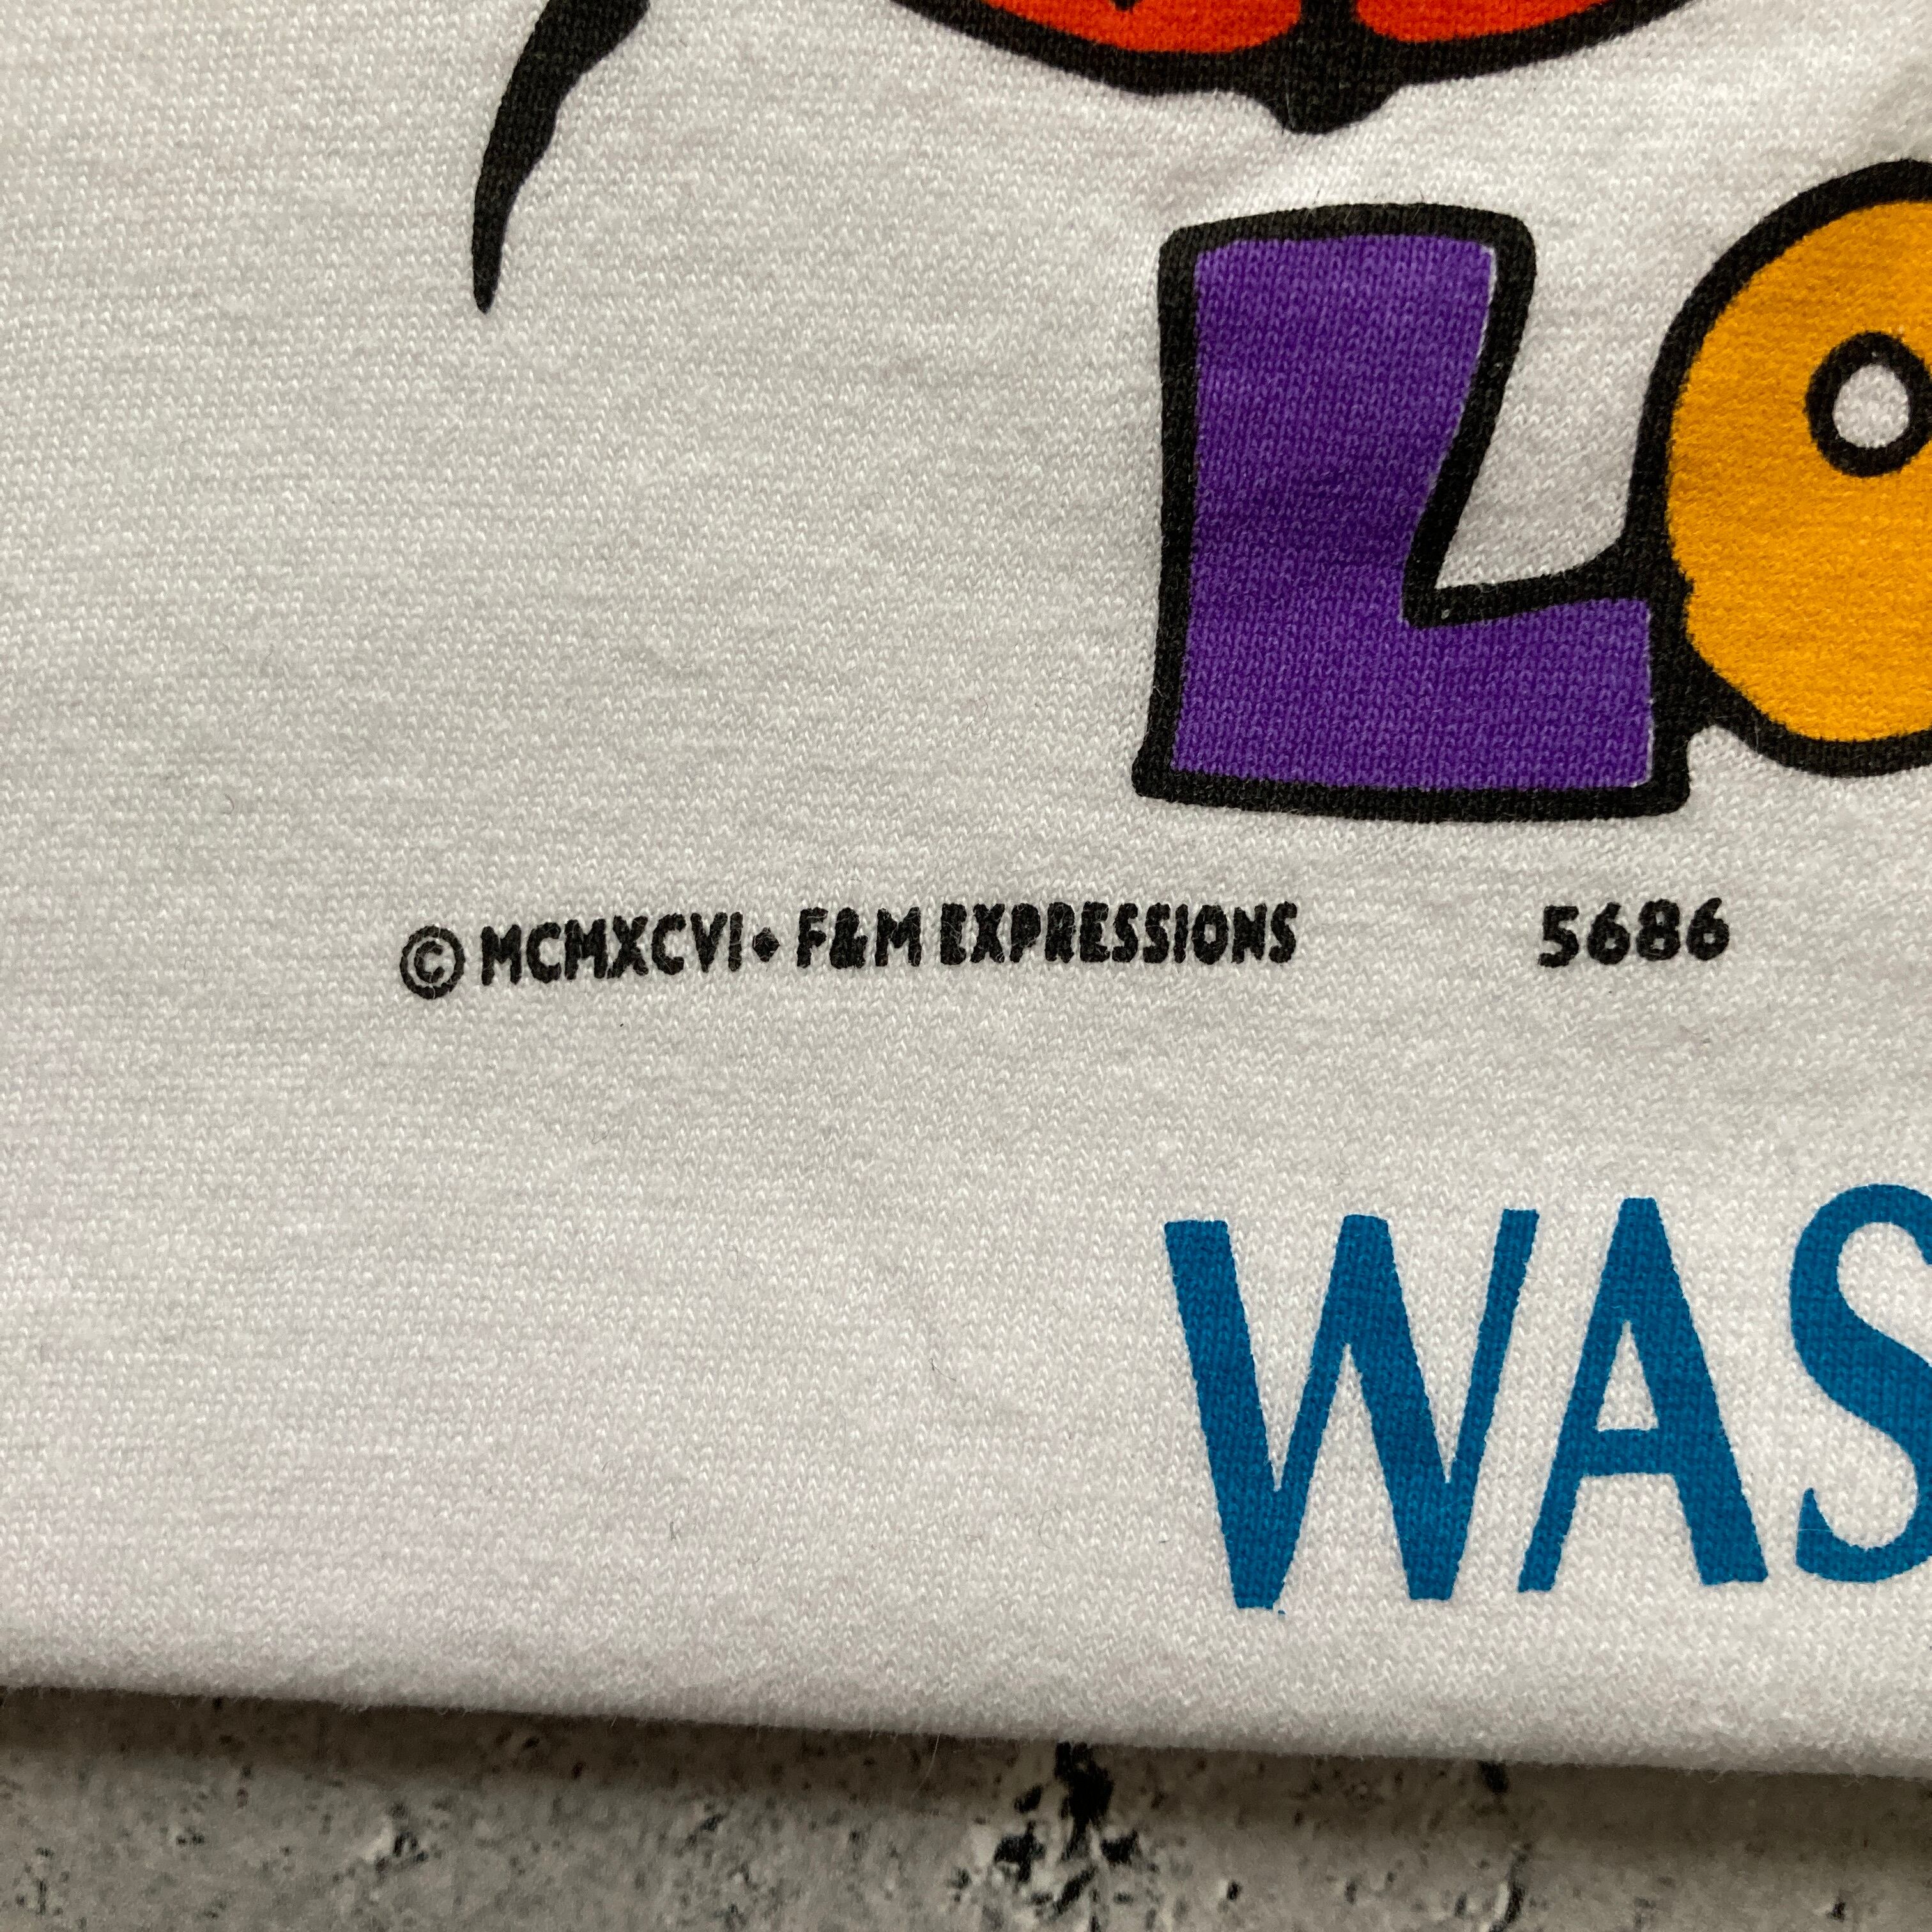 LO
© MCMXCVI • F&M EXPRESSIONS 5686
WAS